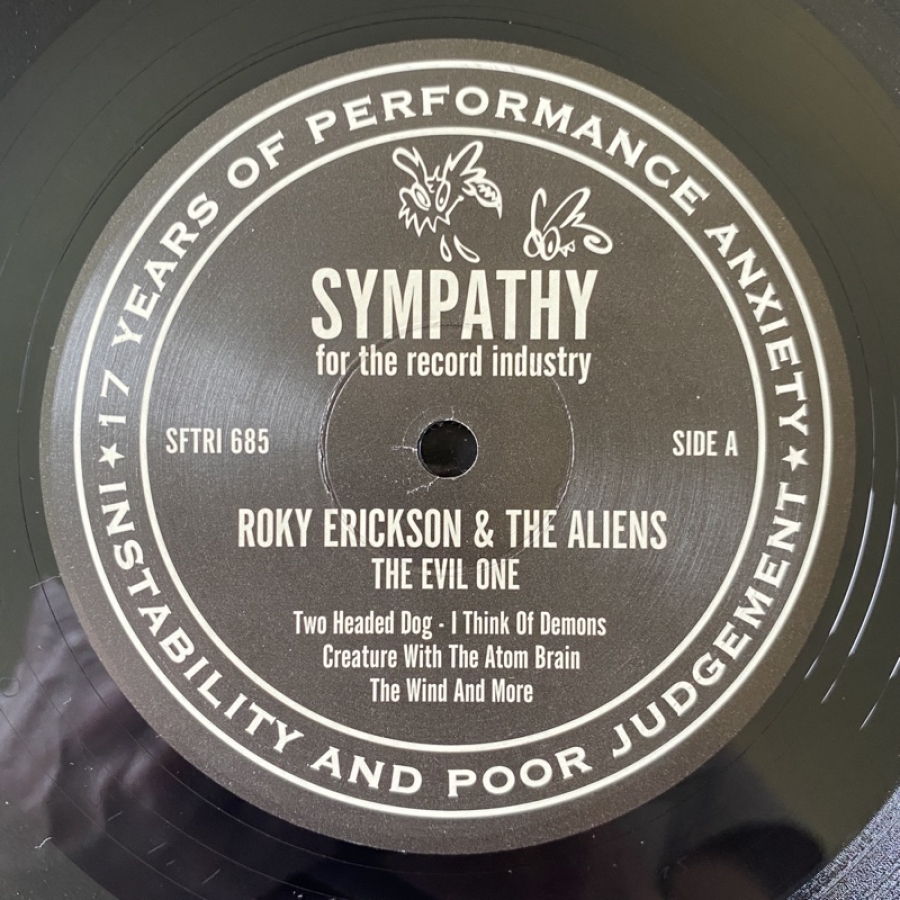 ★ 17 YEARS OF PERFORMANCE ANXIETY ★
INSTABILITY AND POOR JUDGEMENT
SYMPATHY
for the record industry
SFTRI 685
SIDE A
ROKY ERICKSON & THE ALIENS
THE EVIL ONE
Two Headed Dog - I Think Of Demons
Creature With The Atom Brain
The Wind And More